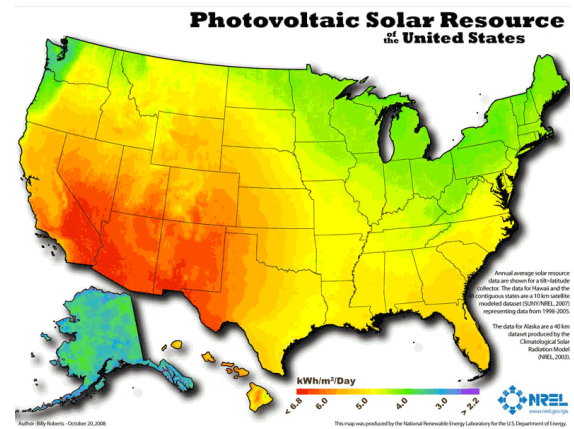 Photovoltaic Solar Resource
of the United States
Annual average solar resource
data are shown for a tilt=latitude
collector. The data for Hawaii and the
contiguous states are a 10 km satellite
modeled dataset (SUNY/NREL, 2007)
representing data from 1998-2005.
The data for Alaska are a 40 km
dataset produced by the
Climatological Solar
Radiation Model
(NREL, 2003).
kWh/m²/Day
< 6.8 6.0 5.0 4.0 3.0 > 2.2
NREL
www.nrel.gov/gis
Author : Billy Roberts - October 20, 2008
This map was produced by the National Renewable Energy Laboratory for the U.S. Department of Energy.